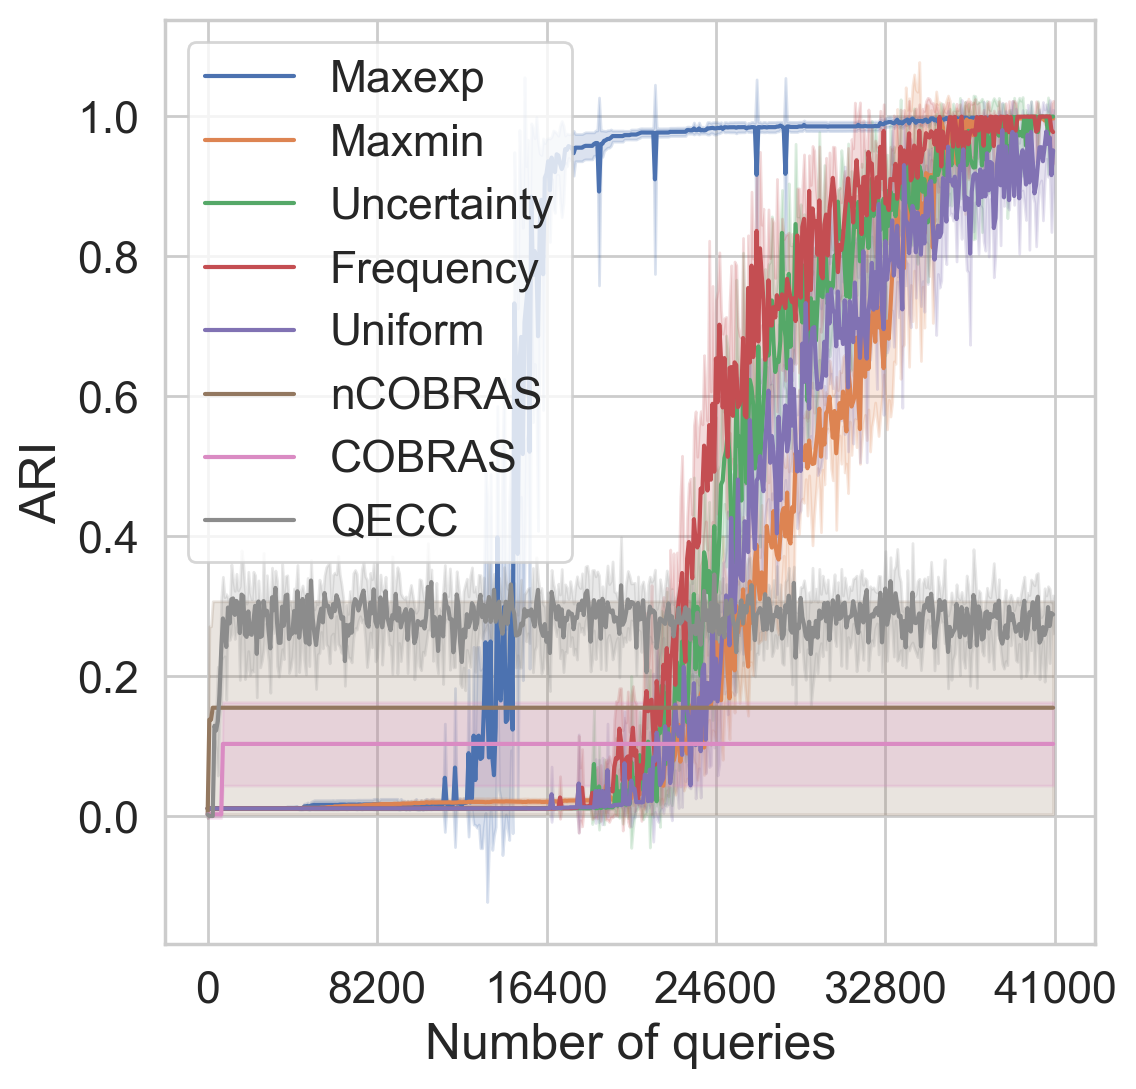 Maxexp
Maxmin
Uncertainty
Frequency
Uniform
nCOBRAS
COBRAS
QECC
1.0
0.8
0.6
0.4
0.2
0.0
ARI
0 8200 16400 24600 32800 41000
Number of queries